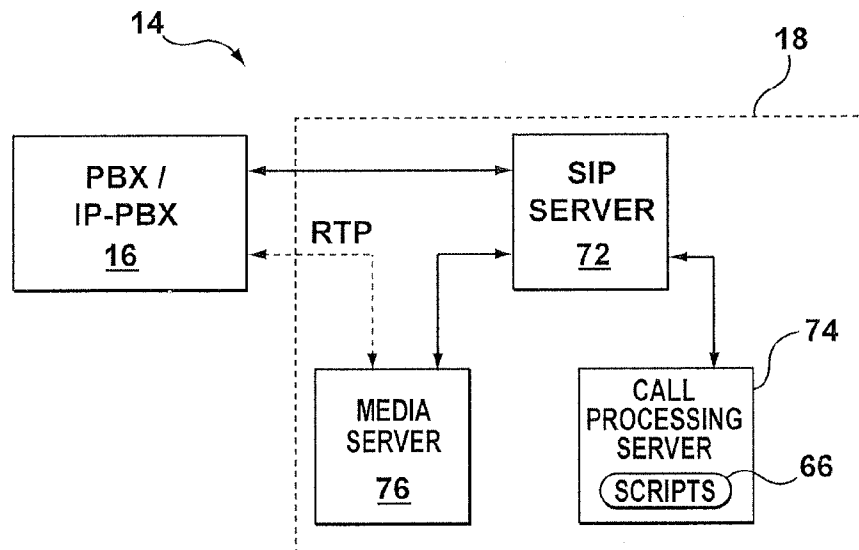 14
18
PBX /
IP-PBX
16
SIP
SERVER
72
RTP
74
MEDIA
SERVER
76
CALL
PROCESSING
SERVER
66
SCRIPTS